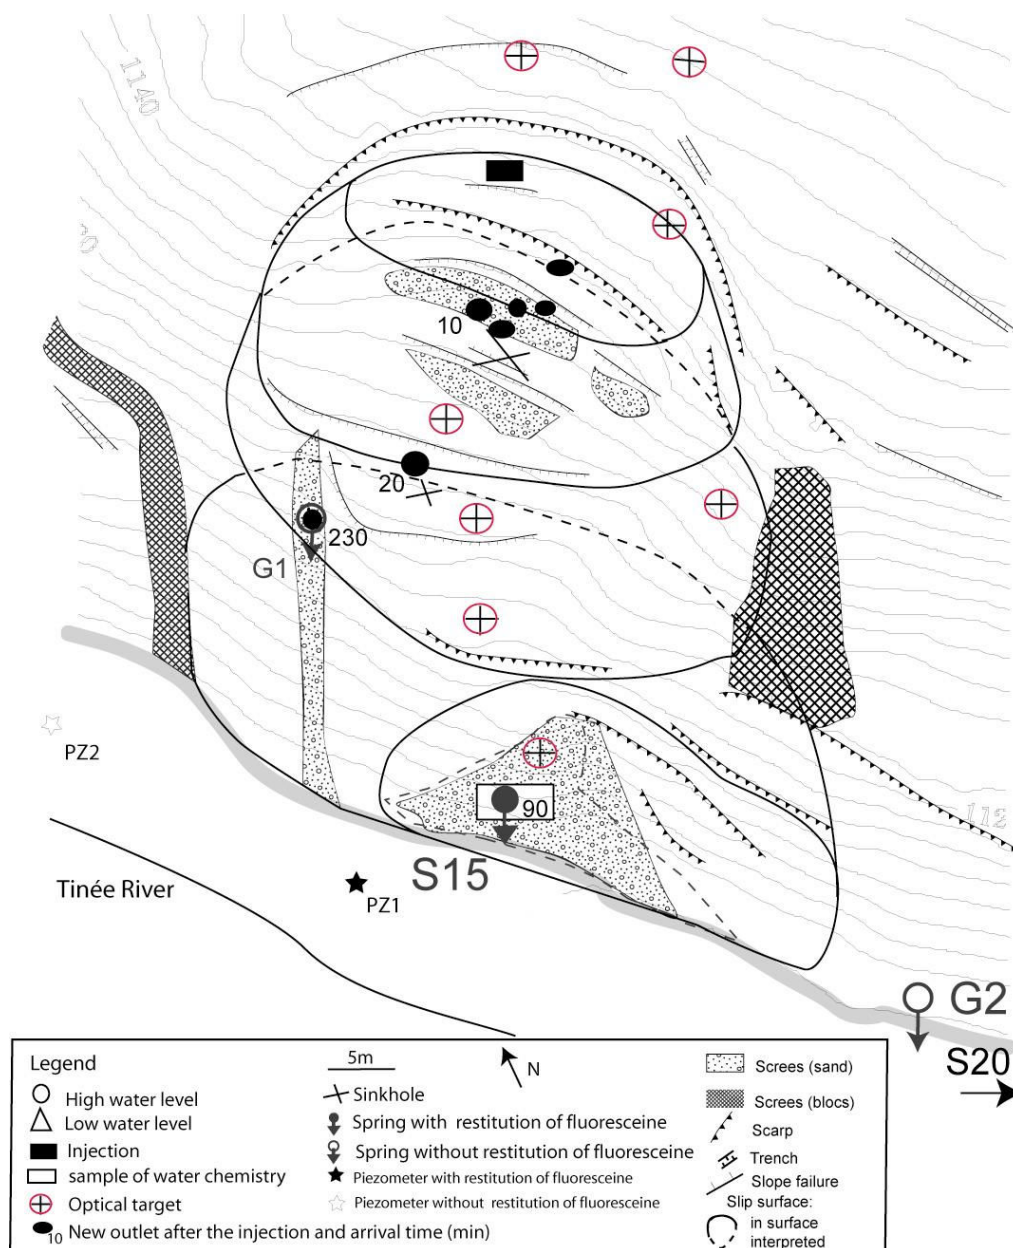 1140
10
20
230
G1
PZ2
90
S15
Tinée River
PZ1
112
G2
S20
Legend
High water level
Low water level
Injection
sample of water chemistry
Optical target
10 New outlet after the injection and arrival time (min)
5m
N
Sinkhole
Spring with restitution of fluoresceine
Spring without restitution of fluoresceine
Piezometer with restitution of fluoresceine
Piezometer without restitution of fluoresceine
Screes (sand)
Screes (blocs)
Scarp
Trench
Slope failure
Slip surface:
in surface
interpreted